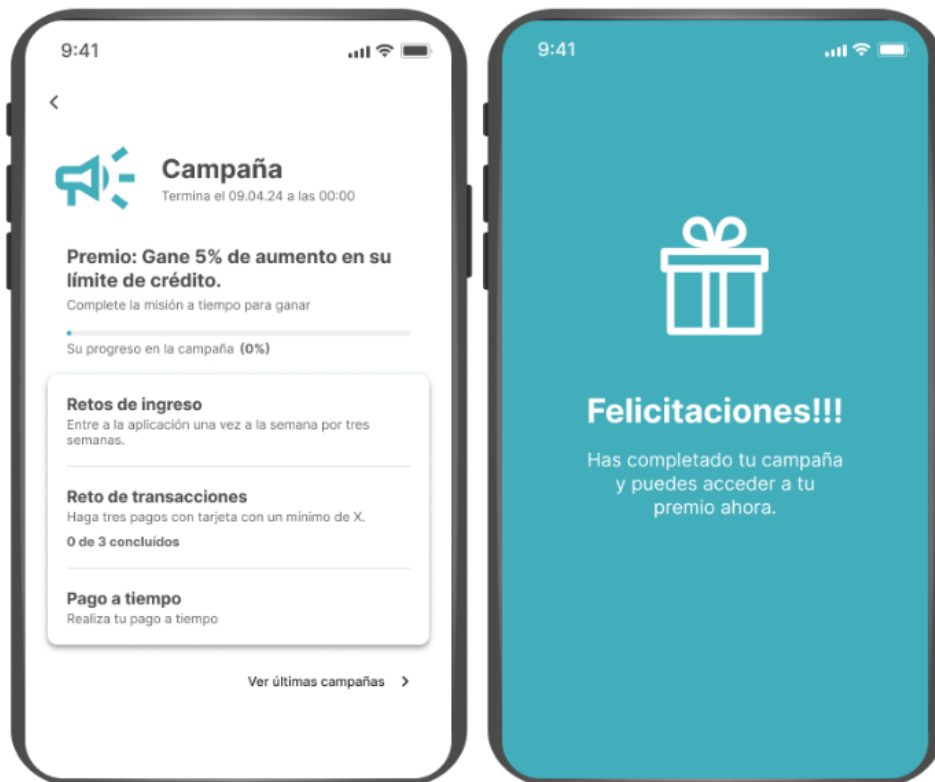 9:41
Campaña
Termina el 09.04.24 a las 00:00
Premio: Gane 5% de aumento en su
límite de crédito.
Complete la misión a tiempo para ganar
Su progreso en la campaña (0%)
Retos de ingreso
Entre a la aplicación una vez a la semana por tres
semanas.
Reto de transacciones
Haga tres pagos con tarjeta con un mínimo de X.
0 de 3 concluídos
Pago a tiempo
Realiza tu pago a tiempo
Ver últimas campañas
9:41
Felicitaciones!!!
Has completado tu campaña
y puedes acceder a tu
premio ahora.